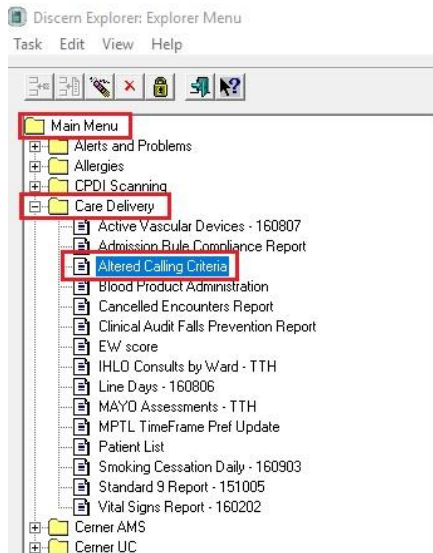 Discern Explorer: Explorer Menu
Task Edit View Help
Main Menu
Alerts and Problems
Allergies
CPDI Scanning
Care Delivery
Active Vascular Devices - 160807
Admission Rule Compliance Report
Altered Calling Criteria
Blood Product Administration
Cancelled Encounters Report
Clinical Audit Falls Prevention Report
EW score
IHLO Consults by Ward - TTH
Line Days - 160806
MAYO Assessments - TTH
MPTL TimeFrame Pref Update
Patient List
Smoking Cessation Daily - 160903
Standard 9 Report - 151005
Vital Signs Report - 160202
Cerner AMS
Cerner UC